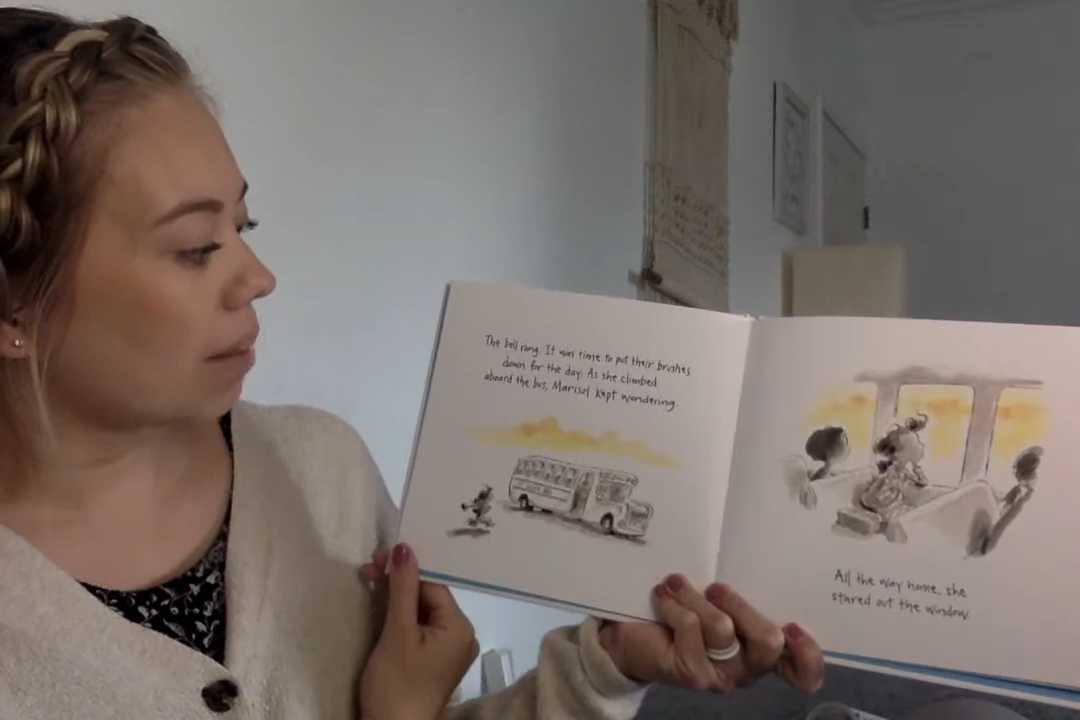 The bell rang. It was time to put their brushes
down for the day. As she climbed
aboard the bus, Marisol kept wondering.
All the way home, she
stared out the window.